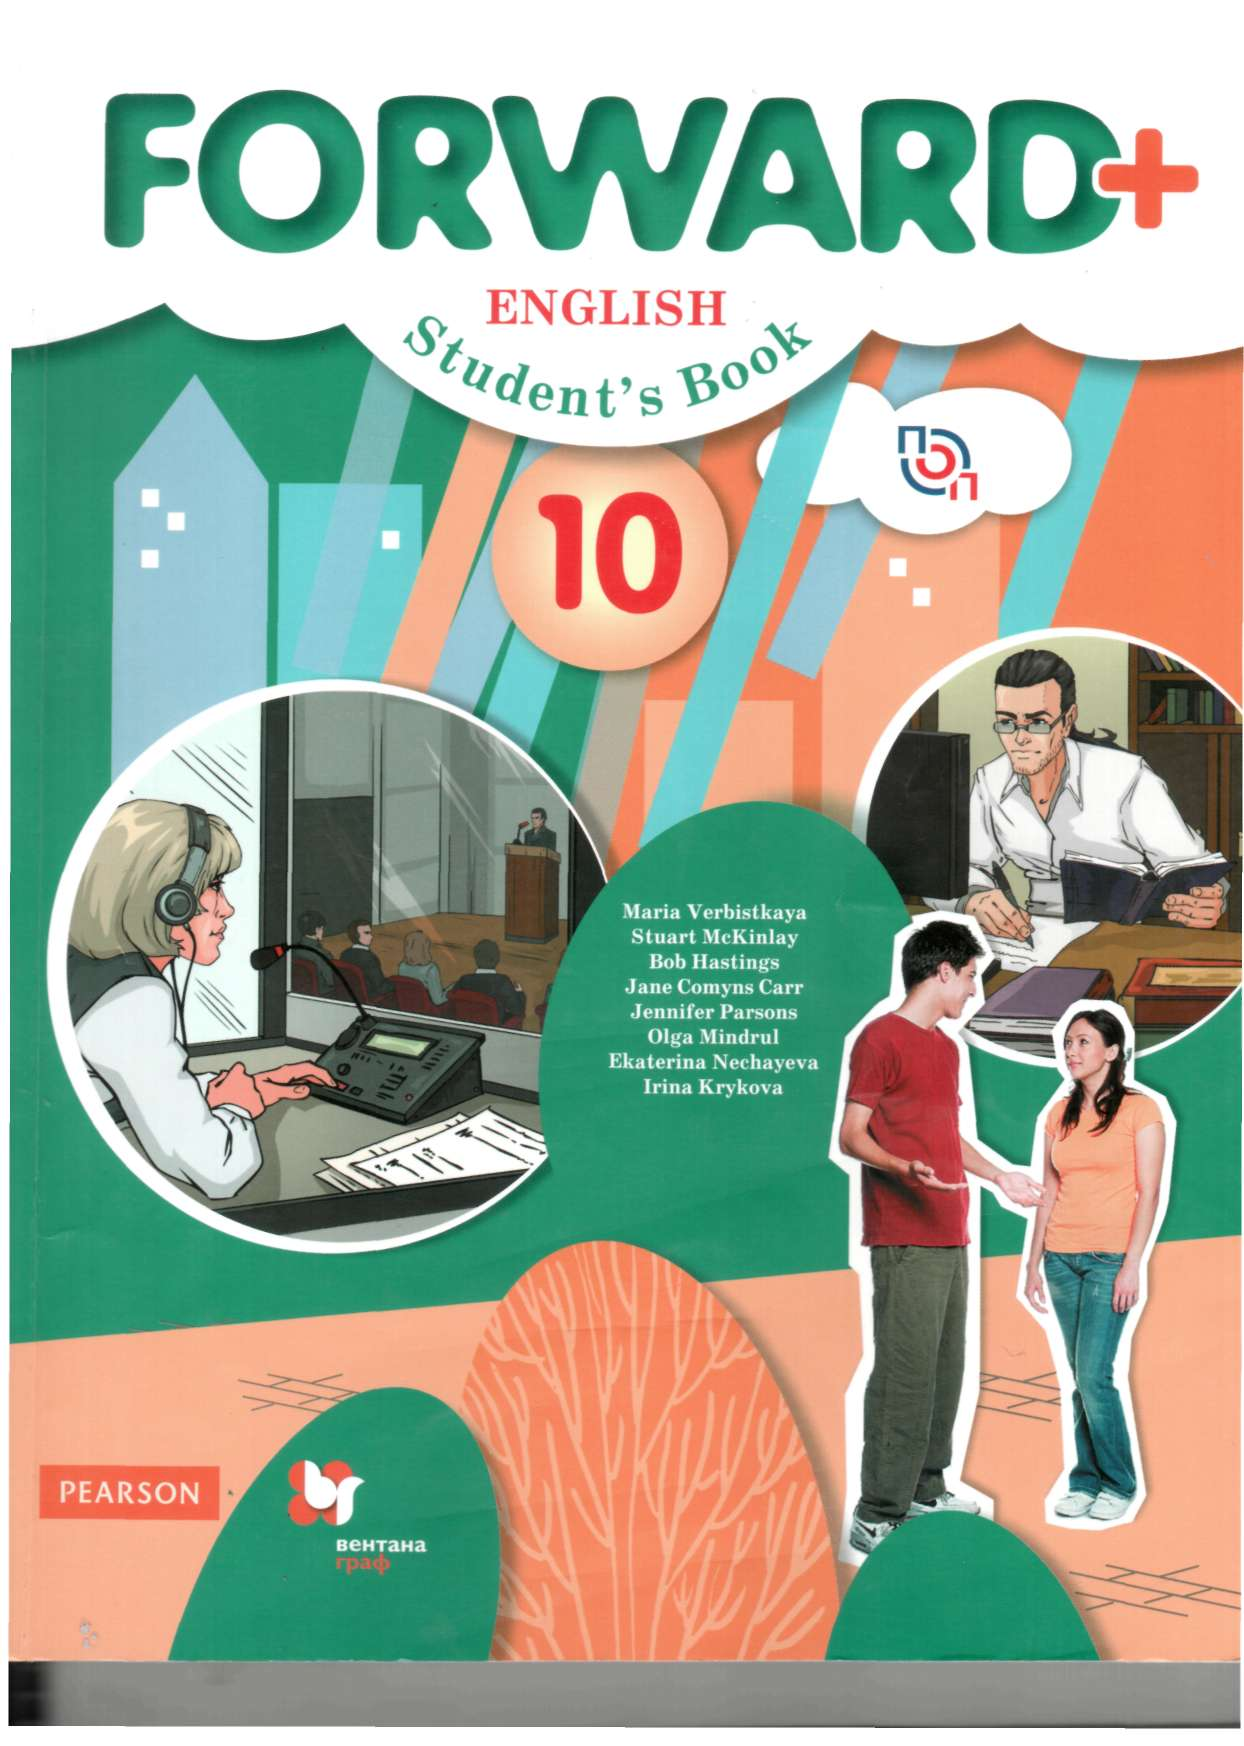 FORWARD+
ENGLISH
Student's Book
10
Maria Verbistkaya
Stuart McKinlay
Bob Hastings
Jane Comyns Carr
Jennifer Parsons
Olga Mindrul
Ekaterina Nechayeva
Irina Krykova
PEARSON
вентана
граф